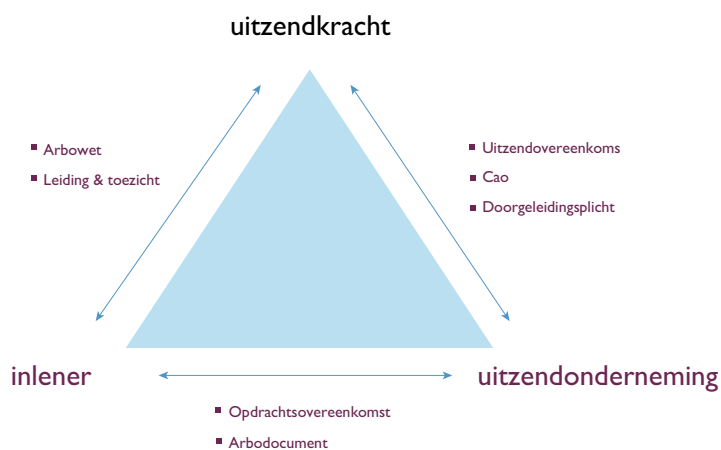 uitzendkracht
Arbowet
Leiding & toezicht
Uitzendovereenkoms
Cao
Doorgeleidingsplicht
inlener
uitzendonderneming
Opdrachtsovereenkomst
Arbodocument